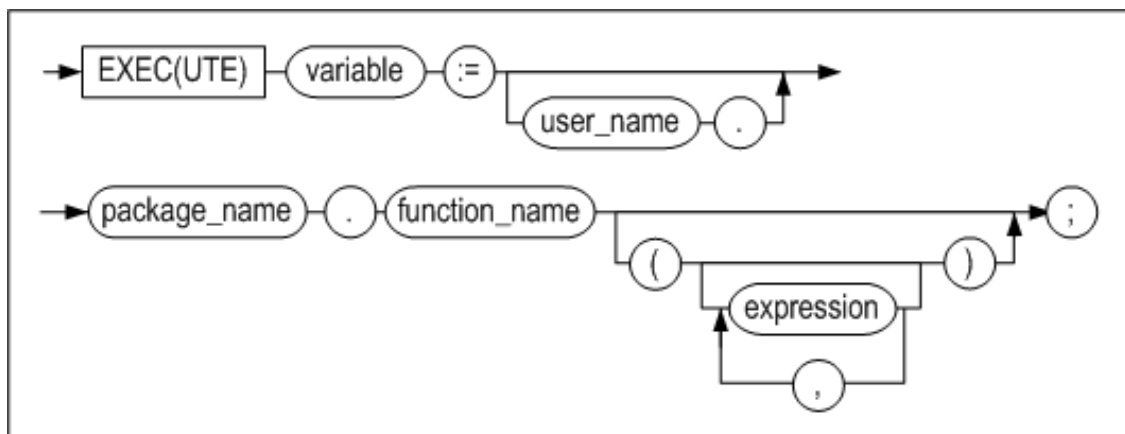 EXEC(UTE) variable :=
user_name .
package_name . function_name ;
( )
expression
,